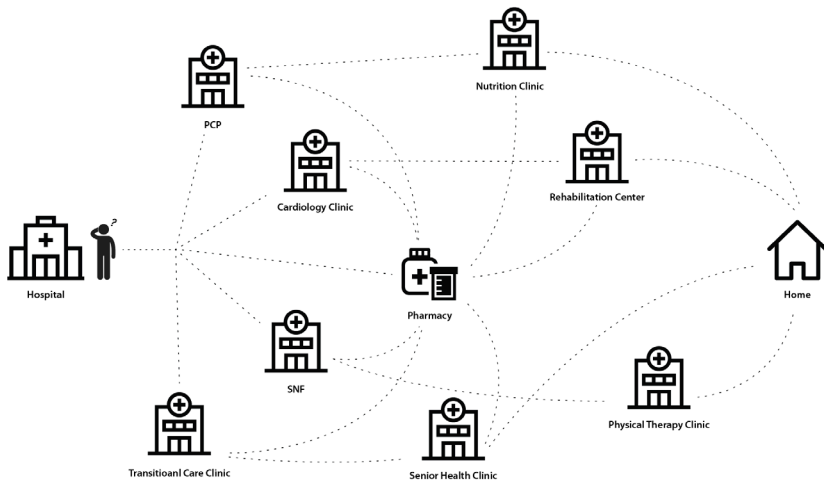 Nutrition Clinic
PCP
?
Cardiology Clinic
Rehabilitation Center
Hospital
Home
Pharmacy
SNF
Physical Therapy Clinic
Transitioanl Care Clinic
Senior Health Clinic